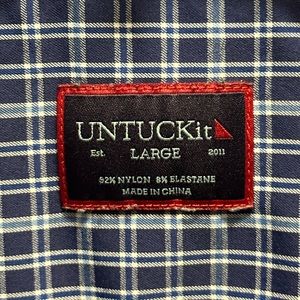 UNTUCKit
Est. LARGE 2011
92% NYLON 8% ELASTANE
MADE IN CHINA